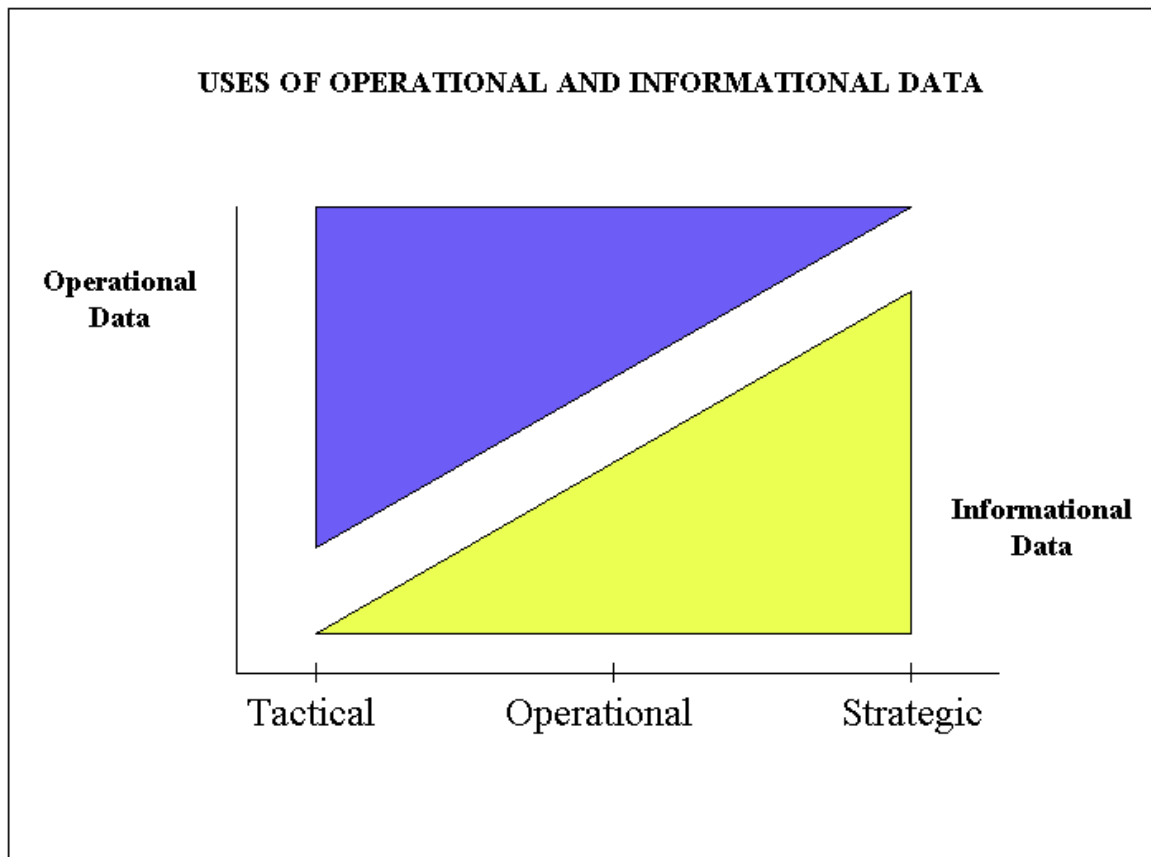 USES OF OPERATIONAL AND INFORMATIONAL DATA
Operational
Data
Informational
Data
Tactical
Operational
Strategic